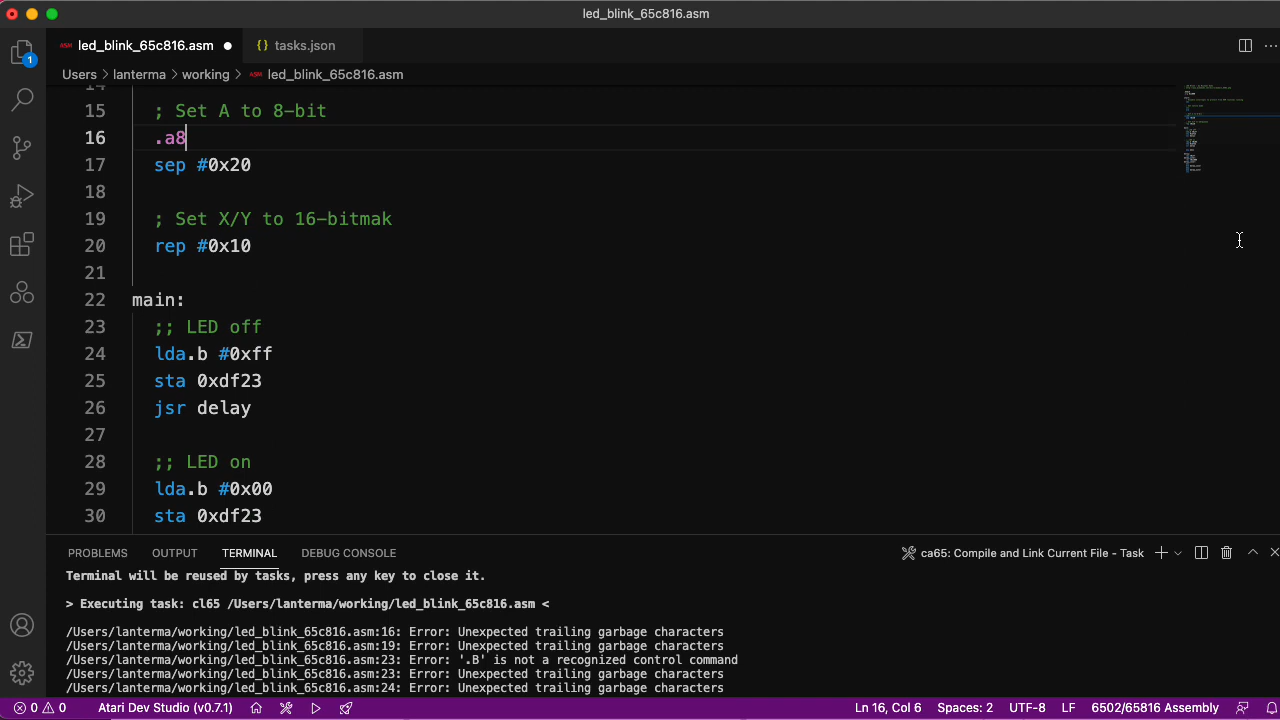 led_blink_65c816.asm
ASM led_blink_65c816.asm ● {} tasks.json ...
1
Users > lanterma > working > ASM led_blink_65c816.asm
14
15 ; Set A to 8-bit
16 .a8
17 sep #0x20
18
19 ; Set X/Y to 16-bitmak
20 rep #0x10
21
22 main:
23 ;; LED off
24 lda.b #0xff
25 sta 0xdf23
26 jsr delay
27
28 ;; LED on
29 lda.b #0x00
30 sta 0xdf23
PROBLEMS OUTPUT TERMINAL DEBUG CONSOLE ca65: Compile and Link Current File - Task
Terminal will be reused by tasks, press any key to close it.
> Executing task: cl65 /Users/lanterma/working/led_blink_65c816.asm <
/Users/lanterma/working/led_blink_65c816.asm:16: Error: Unexpected trailing garbage characters
/Users/lanterma/working/led_blink_65c816.asm:19: Error: Unexpected trailing garbage characters
/Users/lanterma/working/led_blink_65c816.asm:23: Error: '.B' is not a recognized control command
/Users/lanterma/working/led_blink_65c816.asm:23: Error: Unexpected trailing garbage characters
/Users/lanterma/working/led_blink_65c816.asm:24: Error: Unexpected trailing garbage characters
0 0 Atari Dev Studio (v0.7.1) Ln 16, Col 6 Spaces: 2 UTF-8 LF 6502/65816 Assembly